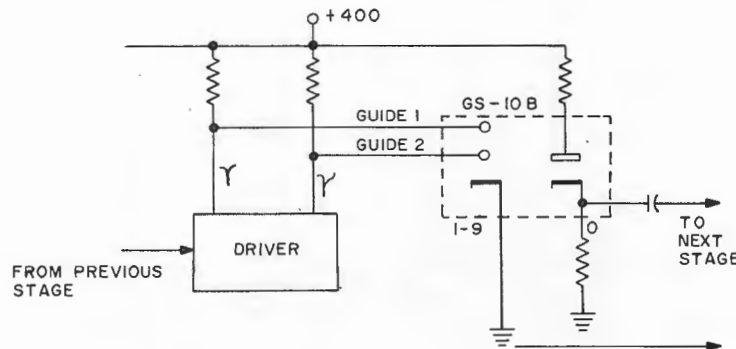 +400
GS-10B
GUIDE 1
GUIDE 2
1-9
0
TO
NEXT
STAGE
DRIVER
FROM PREVIOUS
STAGE